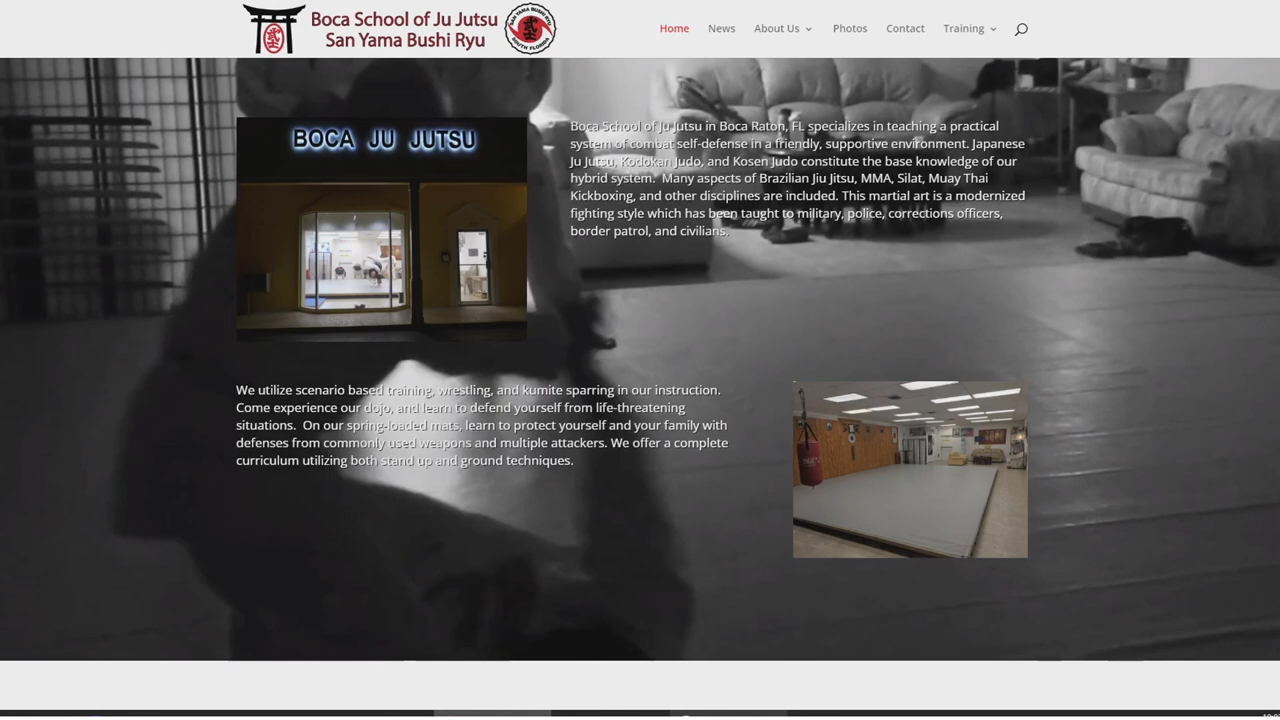 Boca School of Ju Jutsu
San Yama Bushi Ryu
SAN YAMA BUSHI RYU
SOUTH FLORIDA
Home
News
About Us
Photos
Contact
Training
BOCA JU JUTSU
Boca School of Ju Jutsu in Boca Raton, FL specializes in teaching a practical
system of combat self-defense in a friendly, supportive environment. Japanese
Ju Jutsu, Kodokan Judo, and Kosen Judo constitute the base knowledge of our
hybrid system.  Many aspects of Brazilian Jiu Jitsu, MMA, Silat, Muay Thai
Kickboxing, and other disciplines are included. This martial art is a modernized
fighting style which has been taught to military, police, corrections officers,
border patrol, and civilians.
We utilize scenario based training, wrestling, and kumite sparring in our instruction.
Come experience our dojo, and learn to defend yourself from life-threatening
situations.  On our spring-loaded mats, learn to protect yourself and your family with
defenses from commonly used weapons and multiple attackers. We offer a complete
curriculum utilizing both stand up and ground techniques.